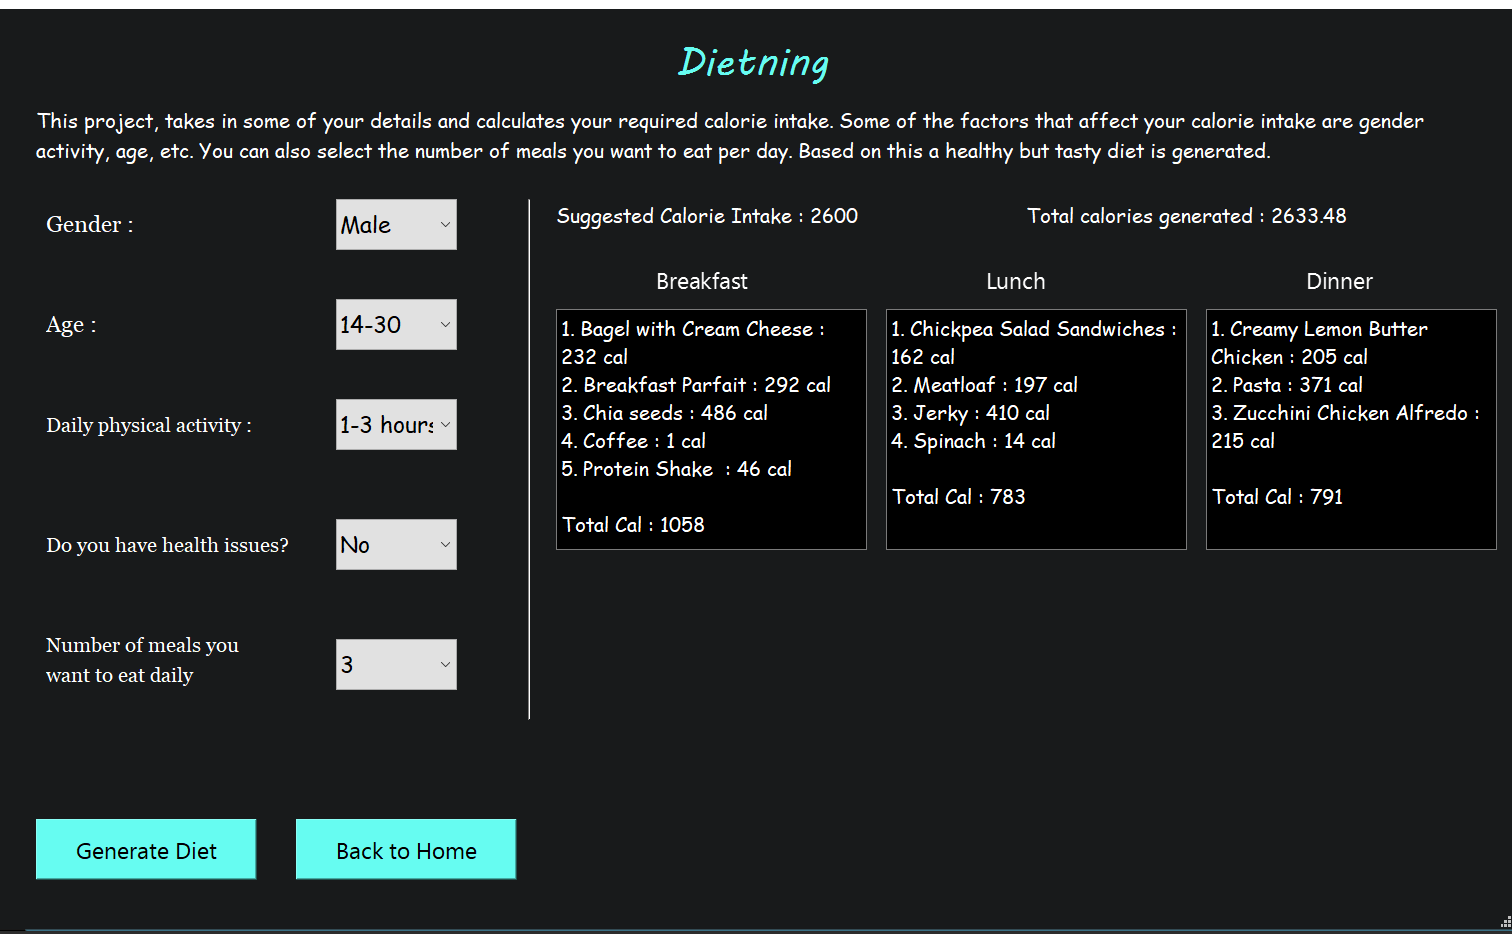 Dietning
This project, takes in some of your details and calculates your required calorie intake. Some of the factors that affect your calorie intake are gender
activity, age, etc. You can also select the number of meals you want to eat per day. Based on this a healthy but tasty diet is generated.
Gender :
Male
Age :
14-30
Daily physical activity :
1-3 hours
Do you have health issues?
No
Number of meals you
want to eat daily
3
Suggested Calorie Intake : 2600
Total calories generated : 2633.48
Breakfast
1. Bagel with Cream Cheese :
232 cal
2. Breakfast Parfait : 292 cal
3. Chia seeds : 486 cal
4. Coffee : 1 cal
5. Protein Shake  : 46 cal
Total Cal : 1058
Lunch
1. Chickpea Salad Sandwiches :
162 cal
2. Meatloaf : 197 cal
3. Jerky : 410 cal
4. Spinach : 14 cal
Total Cal : 783
Dinner
1. Creamy Lemon Butter
Chicken : 205 cal
2. Pasta : 371 cal
3. Zucchini Chicken Alfredo :
215 cal
Total Cal : 791
Generate Diet
Back to Home